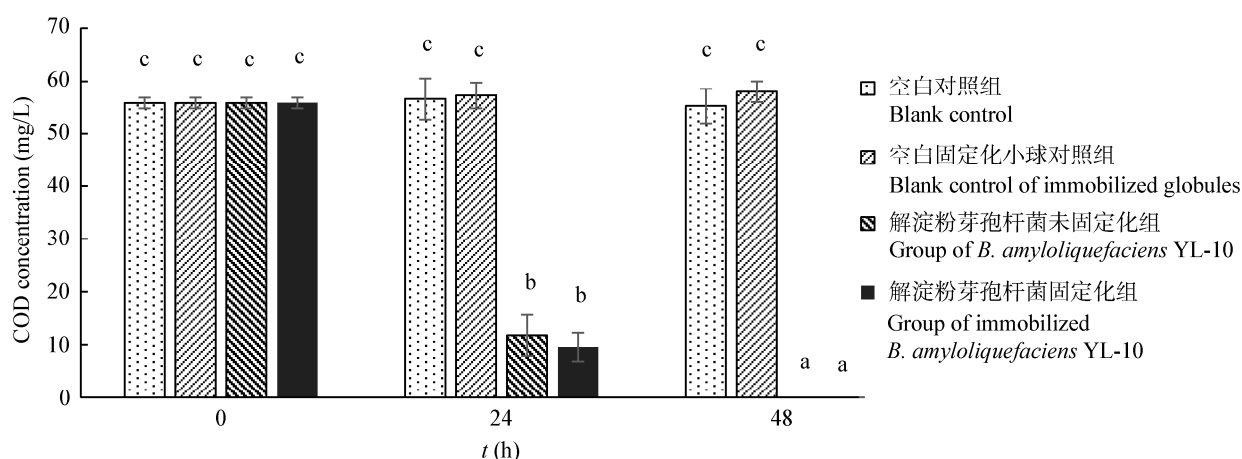 70
60
50
40
30
20
10
0
COD concentration (mg/L)
c c c c
c c
b b
c c
a a
0 24 48
t (h)
空白对照组
Blank control
空白固定化小球对照组
Blank control of immobilized globules
解淀粉芽孢杆菌未固定化组
Group of B. amyloliquefaciens YL-10
解淀粉芽孢杆菌固定化组
Group of immobilized
B. amyloliquefaciens YL-10